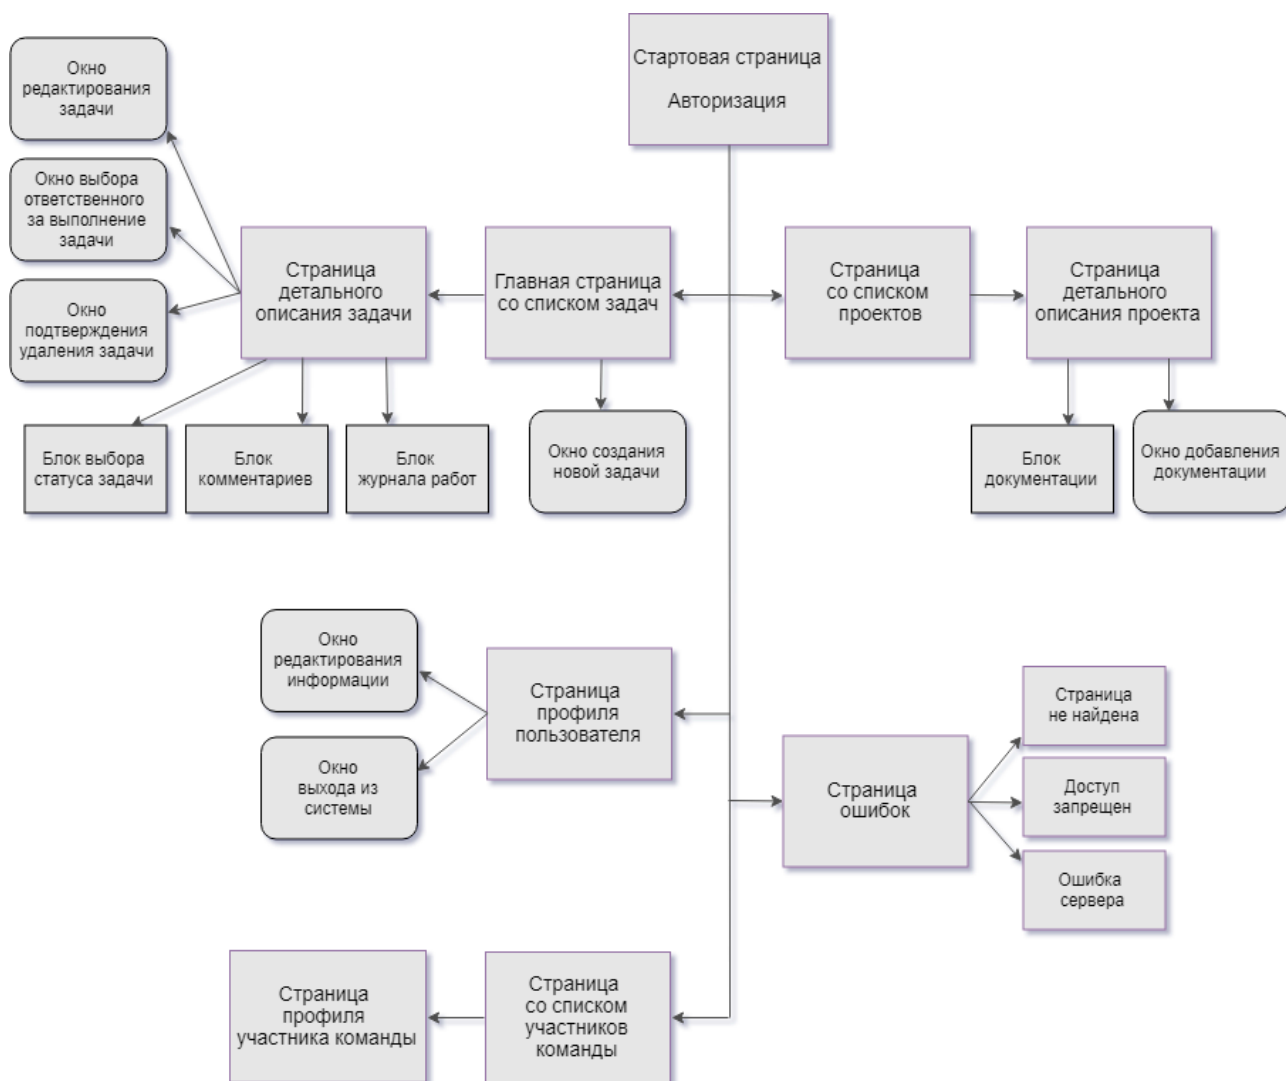 Стартовая страница
Авторизация
Окно
редактирования
задачи
Окно выбора
ответственного
за выполнение
задачи
Окно
подтверждения
удаления задачи
Страница
детального
описания задачи
Главная страница
со списком задач
Страница
со списком
проектов
Страница
детального
описания проекта
Блок выбора
статуса задачи
Блок
комментариев
Блок
журнала работ
Окно создания
новой задачи
Блок
документации
Окно добавления
документации
Окно
редактирования
информации
Окно
выхода из
системы
Страница
профиля
пользователя
Страница
ошибок
Страница
не найдена
Доступ
запрещен
Ошибка
сервера
Страница
профиля
участника команды
Страница
со списком
участников
команды